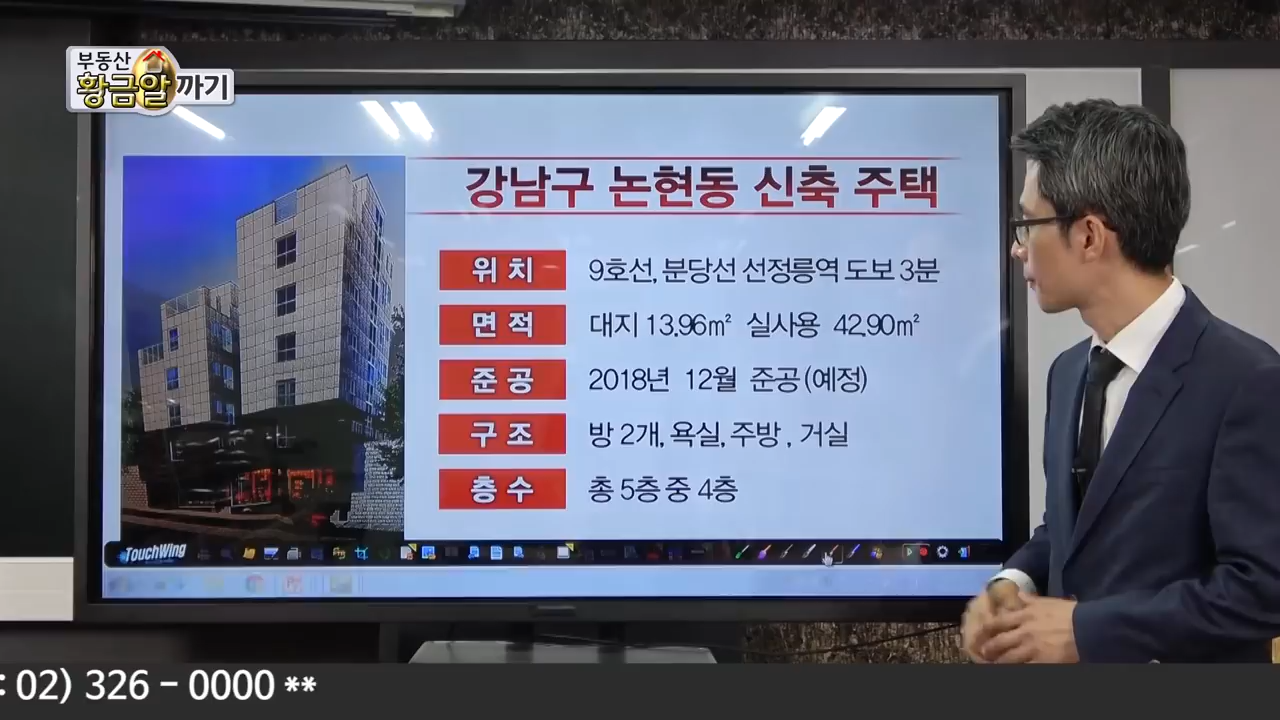 부동산
황금알까기
강남구 논현동 신축 주택
위치 9호선, 분당선 선정릉역 도보 3분
면적 대지 13.96㎡ 실사용 42.90㎡
준공 2018년 12월 준공 (예정)
구조 방 2개, 욕실, 주방, 거실
층수 총 5층 중 4층
TouchWing
: 02) 326 - 0000 **